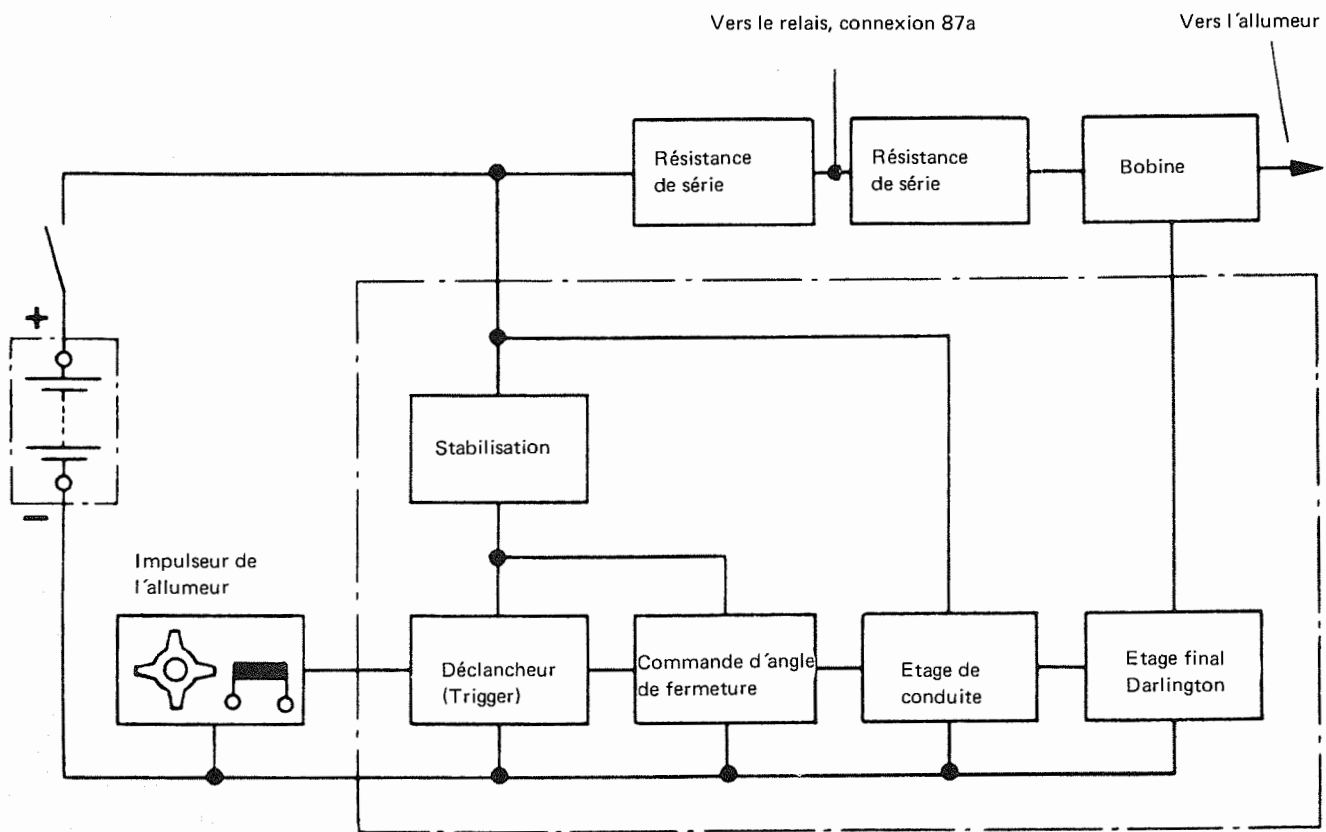 Vers le relais, connexion 87a
Vers l´allumeur
Résistance
de série
Résistance
de série
Bobine
+
Stabilisation
−
Impulseur de
l´allumeur
Déclancheur
(Trigger)
Commande d´angle
de fermeture
Etage de
conduite
Etage final
Darlington